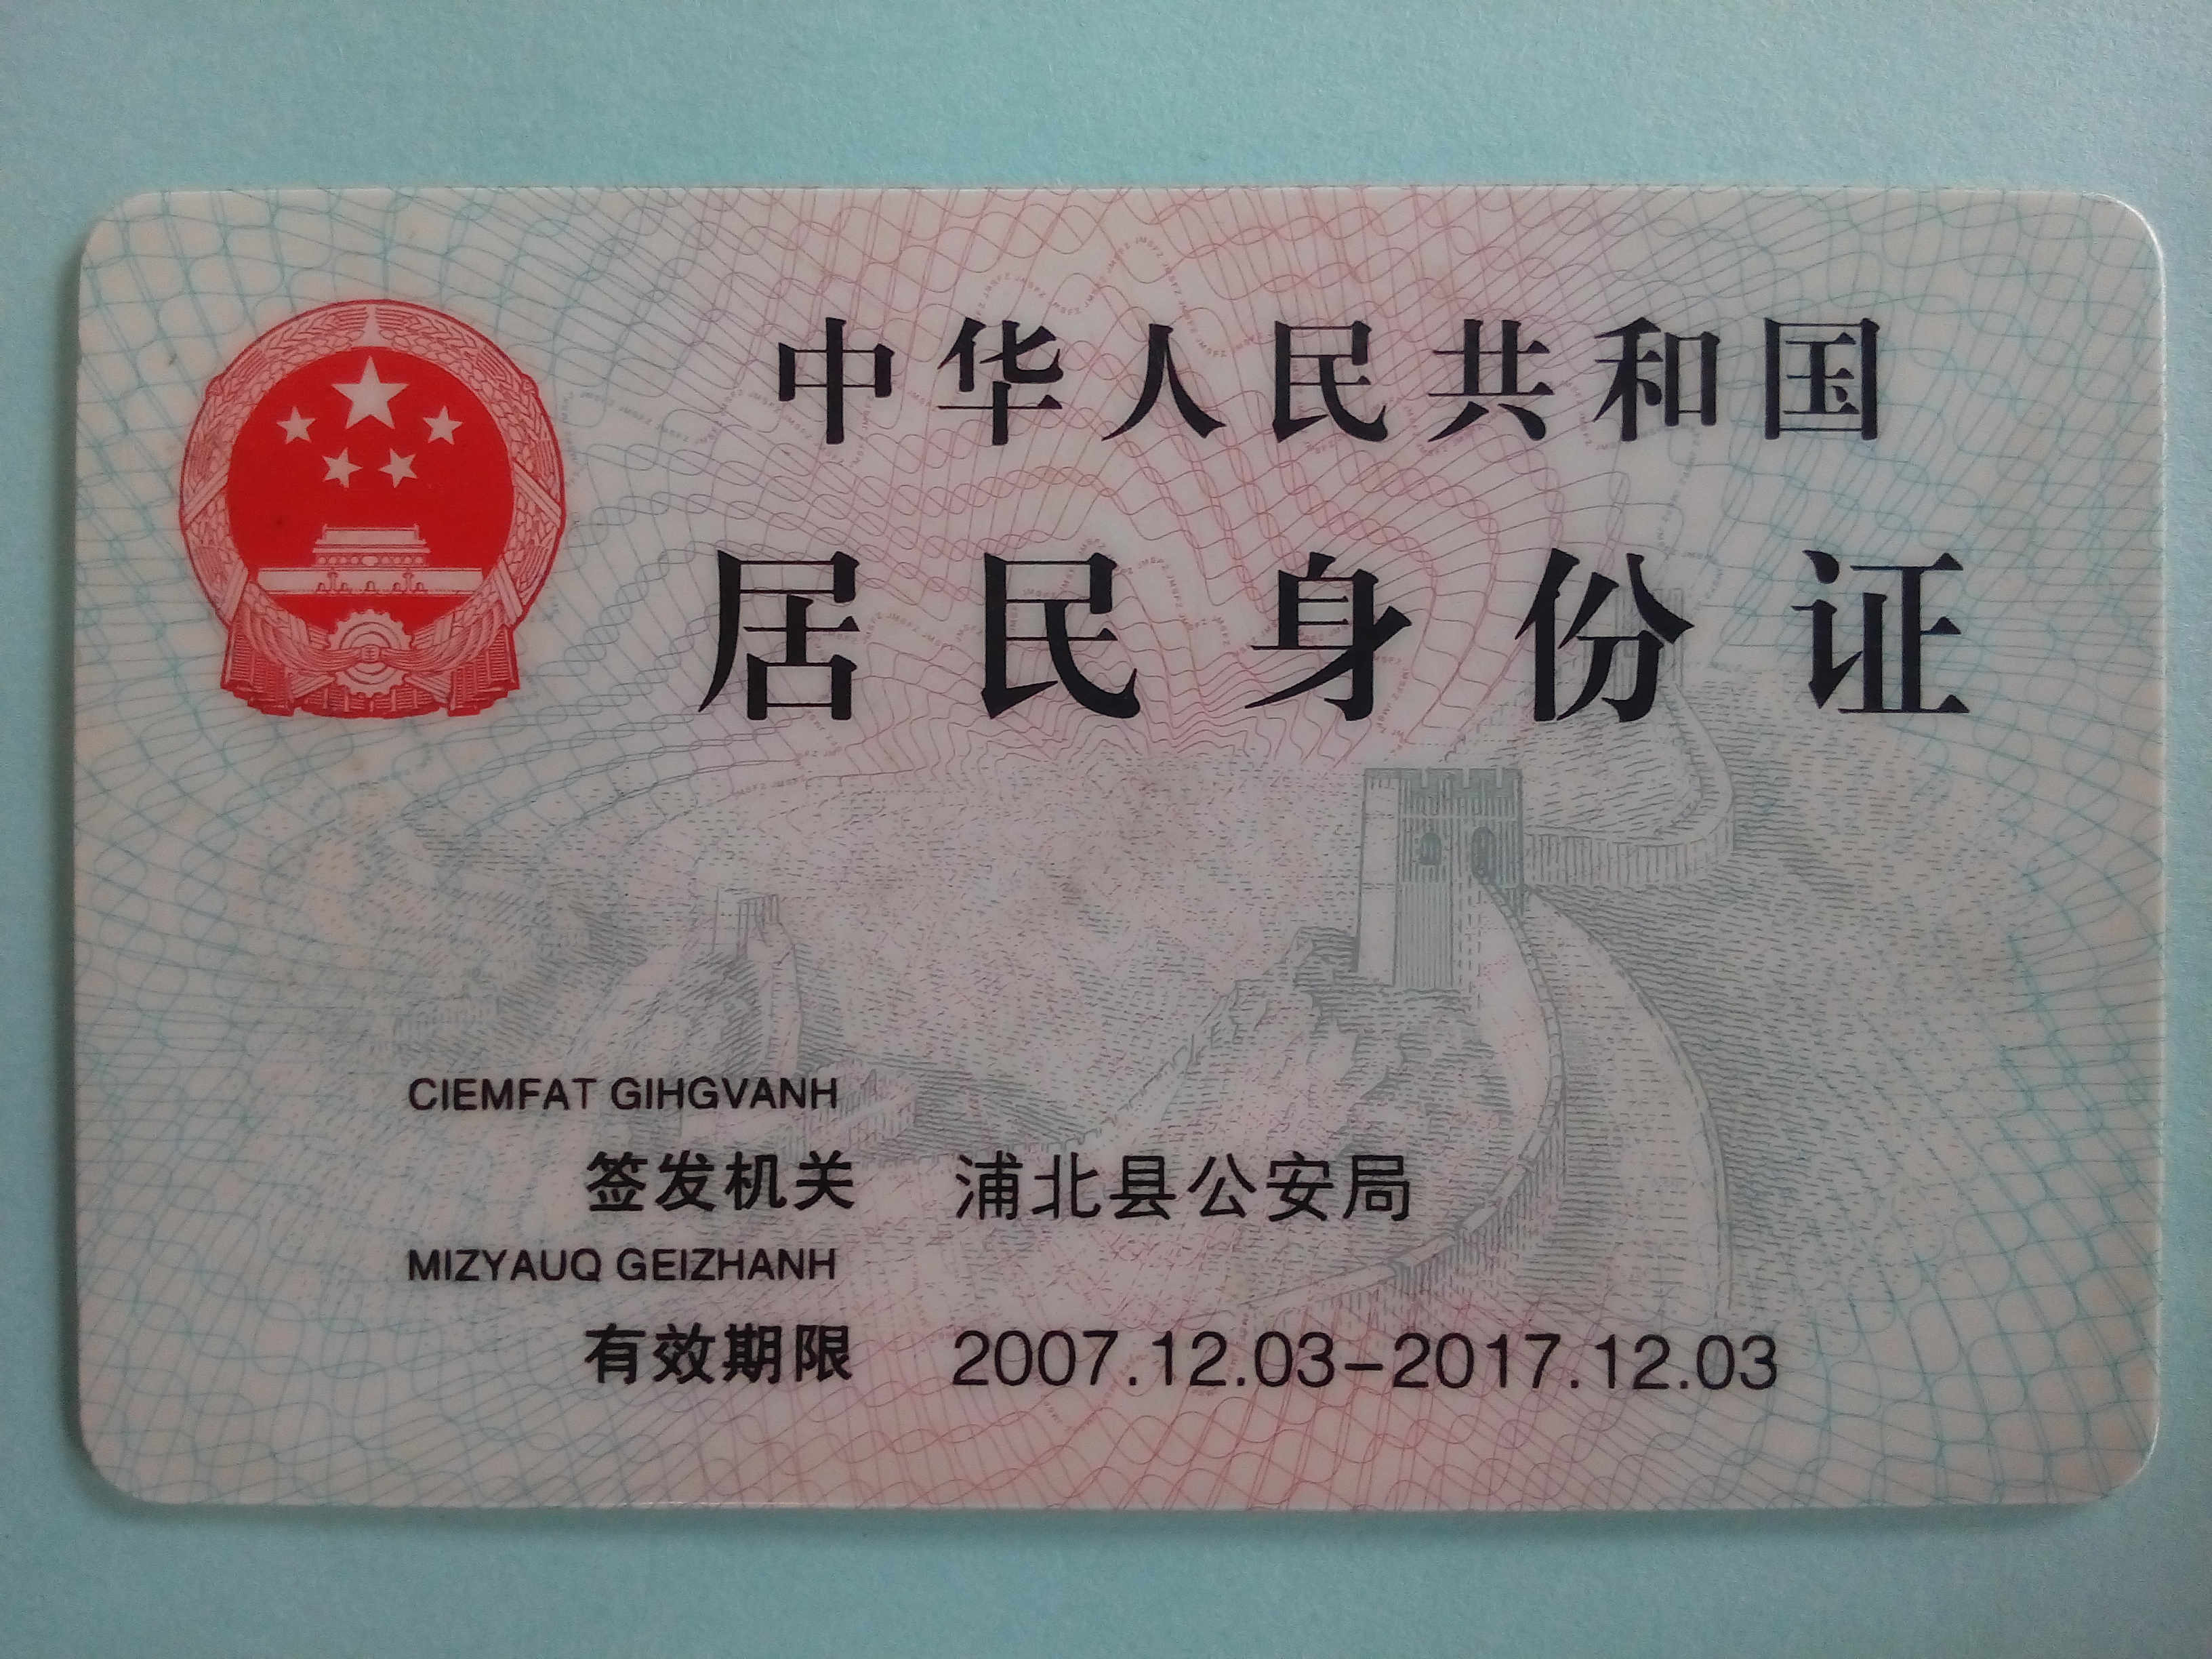 中华人民共和国
居民身份证
CIEMFAT GIHGVANH
签发机关 浦北县公安局
MIZYAUQ GEIZHANH
有效期限 2007.12.03-2017.12.03